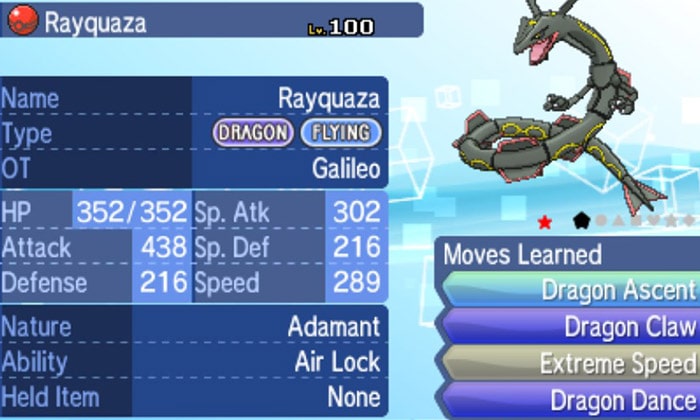 Rayquaza Lv.100
Name Rayquaza
Type DRAGON FLYING
OT Galileo
HP 352/352 Sp. Atk 302
Attack 438 Sp. Def 216
Defense 216 Speed 289
Nature Adamant
Ability Air Lock
Held Item None
Moves Learned
Dragon Ascent
Dragon Claw
Extreme Speed
Dragon Dance